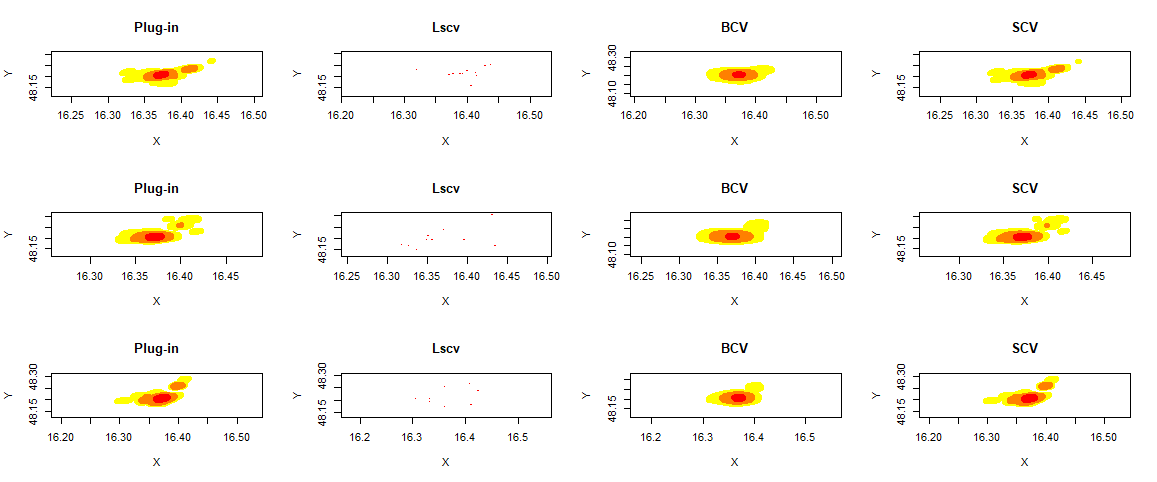 Plug-in Lscv BCV SCV
Y 48.15 Y Y 48.10 48.30 Y 48.15
16.25 16.30 16.35 16.40 16.45 16.50 16.20 16.30 16.40 16.50 16.20 16.30 16.40 16.50 16.25 16.30 16.35 16.40 16.45 16.50
X X X X
Plug-in Lscv BCV SCV
Y 48.15 Y 48.15 Y 48.10 Y 48.15
16.30 16.35 16.40 16.45 16.25 16.30 16.35 16.40 16.45 16.50 16.25 16.30 16.35 16.40 16.45 16.50 16.30 16.35 16.40 16.45
X X X X
Plug-in Lscv BCV SCV
Y 48.15 48.30 Y 48.15 48.30 Y 48.15 Y 48.15 48.30
16.20 16.30 16.40 16.50 16.2 16.3 16.4 16.5 16.2 16.3 16.4 16.5 16.20 16.30 16.40 16.50
X X X X